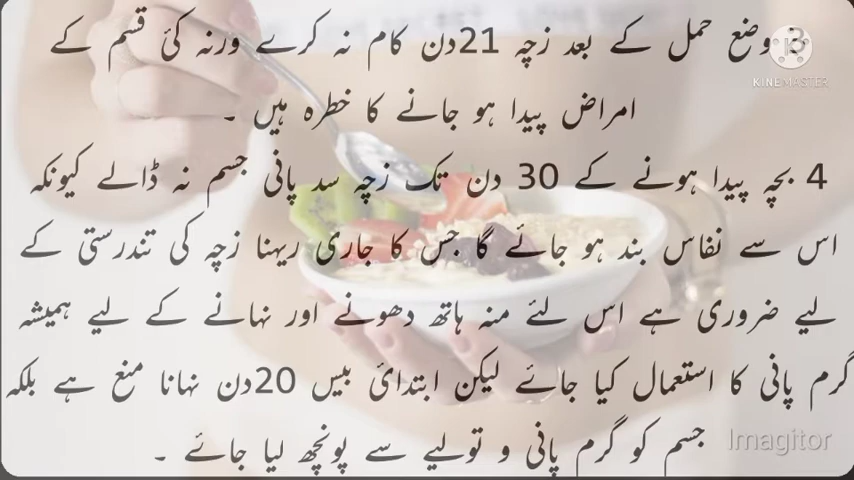 وضع حمل کے بعد زچہ 21دن کام نہ کرے ورنہ کئ قسم کے
امراض پیدا ہو جانے کا خطرہ ہیں ۔
4 بچہ پیدا ہونے کے 30 دن تک زچہ سد پانی جسم نہ ڈالے کیونکہ
اس سے نفاس بند ہو جائے گا جس کا جاری ریہنا زچہ کی تندرستی کے
لیے ضروری ہے اس لئے منہ ہاتھ دھونے اور نہانے کے لیے ہمیشہ
گرم پانی کا استعمال کیا جائے لیکن ابتدائ بیس 20دن نہانا منع ہے بلکہ
جسم کو گرم پانی و تولیے سے پونچھ لیا جائے ۔
KINEMASTER
Imagitor